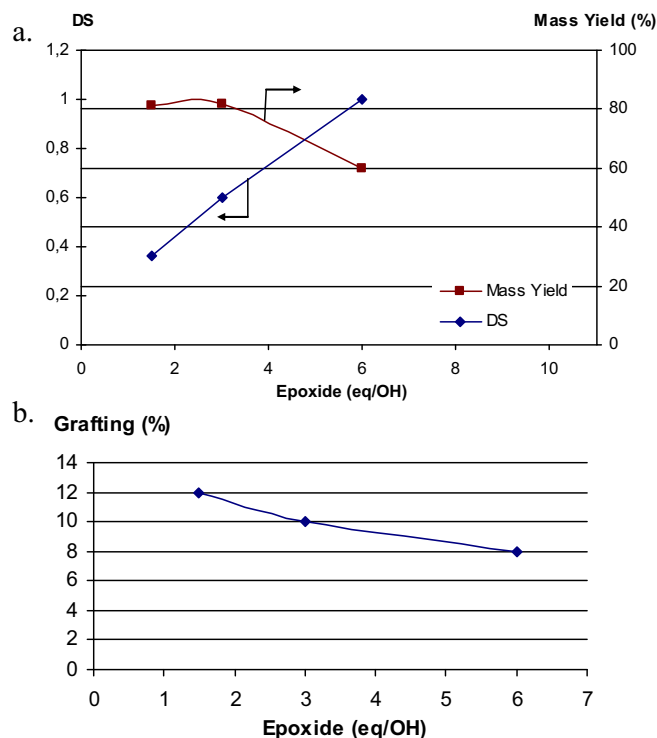 a.
DS
Mass Yield (%)
1,2
1
0,8
0,6
0,4
0,2
0
100
80
60
40
20
0
0 2 4 6 8 10
Epoxide (eq/OH)
Mass Yield
DS
b.
Grafting (%)
14
12
10
8
6
4
2
0
0 1 2 3 4 5 6 7
Epoxide (eq/OH)